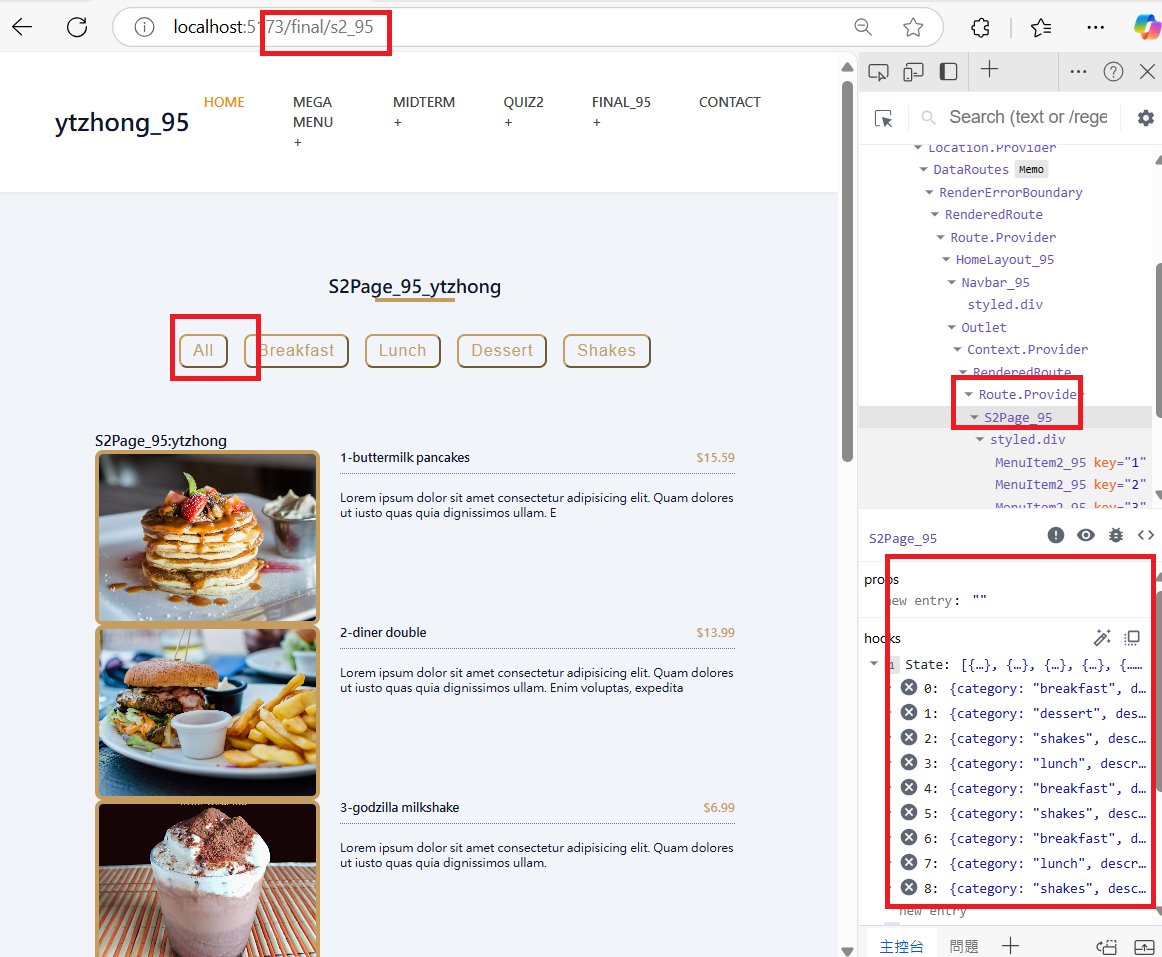 localhost:5173/final/s2_95
Search (text or /rege
ytzhong_95
HOME
MEGA MENU +
MIDTERM +
QUIZ2 +
FINAL_95 +
CONTACT
S2Page_95_ytzhong
All
Breakfast
Lunch
Dessert
Shakes
S2Page_95:ytzhong
1-buttermilk pancakes $15.59
Lorem ipsum dolor sit amet consectetur adipisicing elit. Quam dolores
ut iusto quas quia dignissimos ullam. E
2-diner double $13.99
Lorem ipsum dolor sit amet consectetur adipisicing elit. Quam dolores
ut iusto quas quia dignissimos ullam. Enim voluptas, expedita
3-godzilla milkshake $6.99
Lorem ipsum dolor sit amet consectetur adipisicing elit. Quam dolores
ut iusto quas quia dignissimos ullam.
Location.Provider
DataRoutes Memo
RenderErrorBoundary
RenderedRoute
Route.Provider
HomeLayout_95
Navbar_95
styled.div
Outlet
Context.Provider
RenderedRoute
Route.Provider
S2Page_95
styled.div
MenuItem2_95 key="1"
MenuItem2_95 key="2"
MenuItem2_95 key="3"
S2Page_95
props
new entry: ""
hooks
1 State: [{…}, {…}, {…}, {…}, {……
0: {category: "breakfast", d…
1: {category: "dessert", des…
2: {category: "shakes", desc…
3: {category: "lunch", descr…
4: {category: "breakfast", d…
5: {category: "shakes", desc…
6: {category: "breakfast", d…
7: {category: "lunch", descr…
8: {category: "shakes", desc…
new entry
主控台 問題